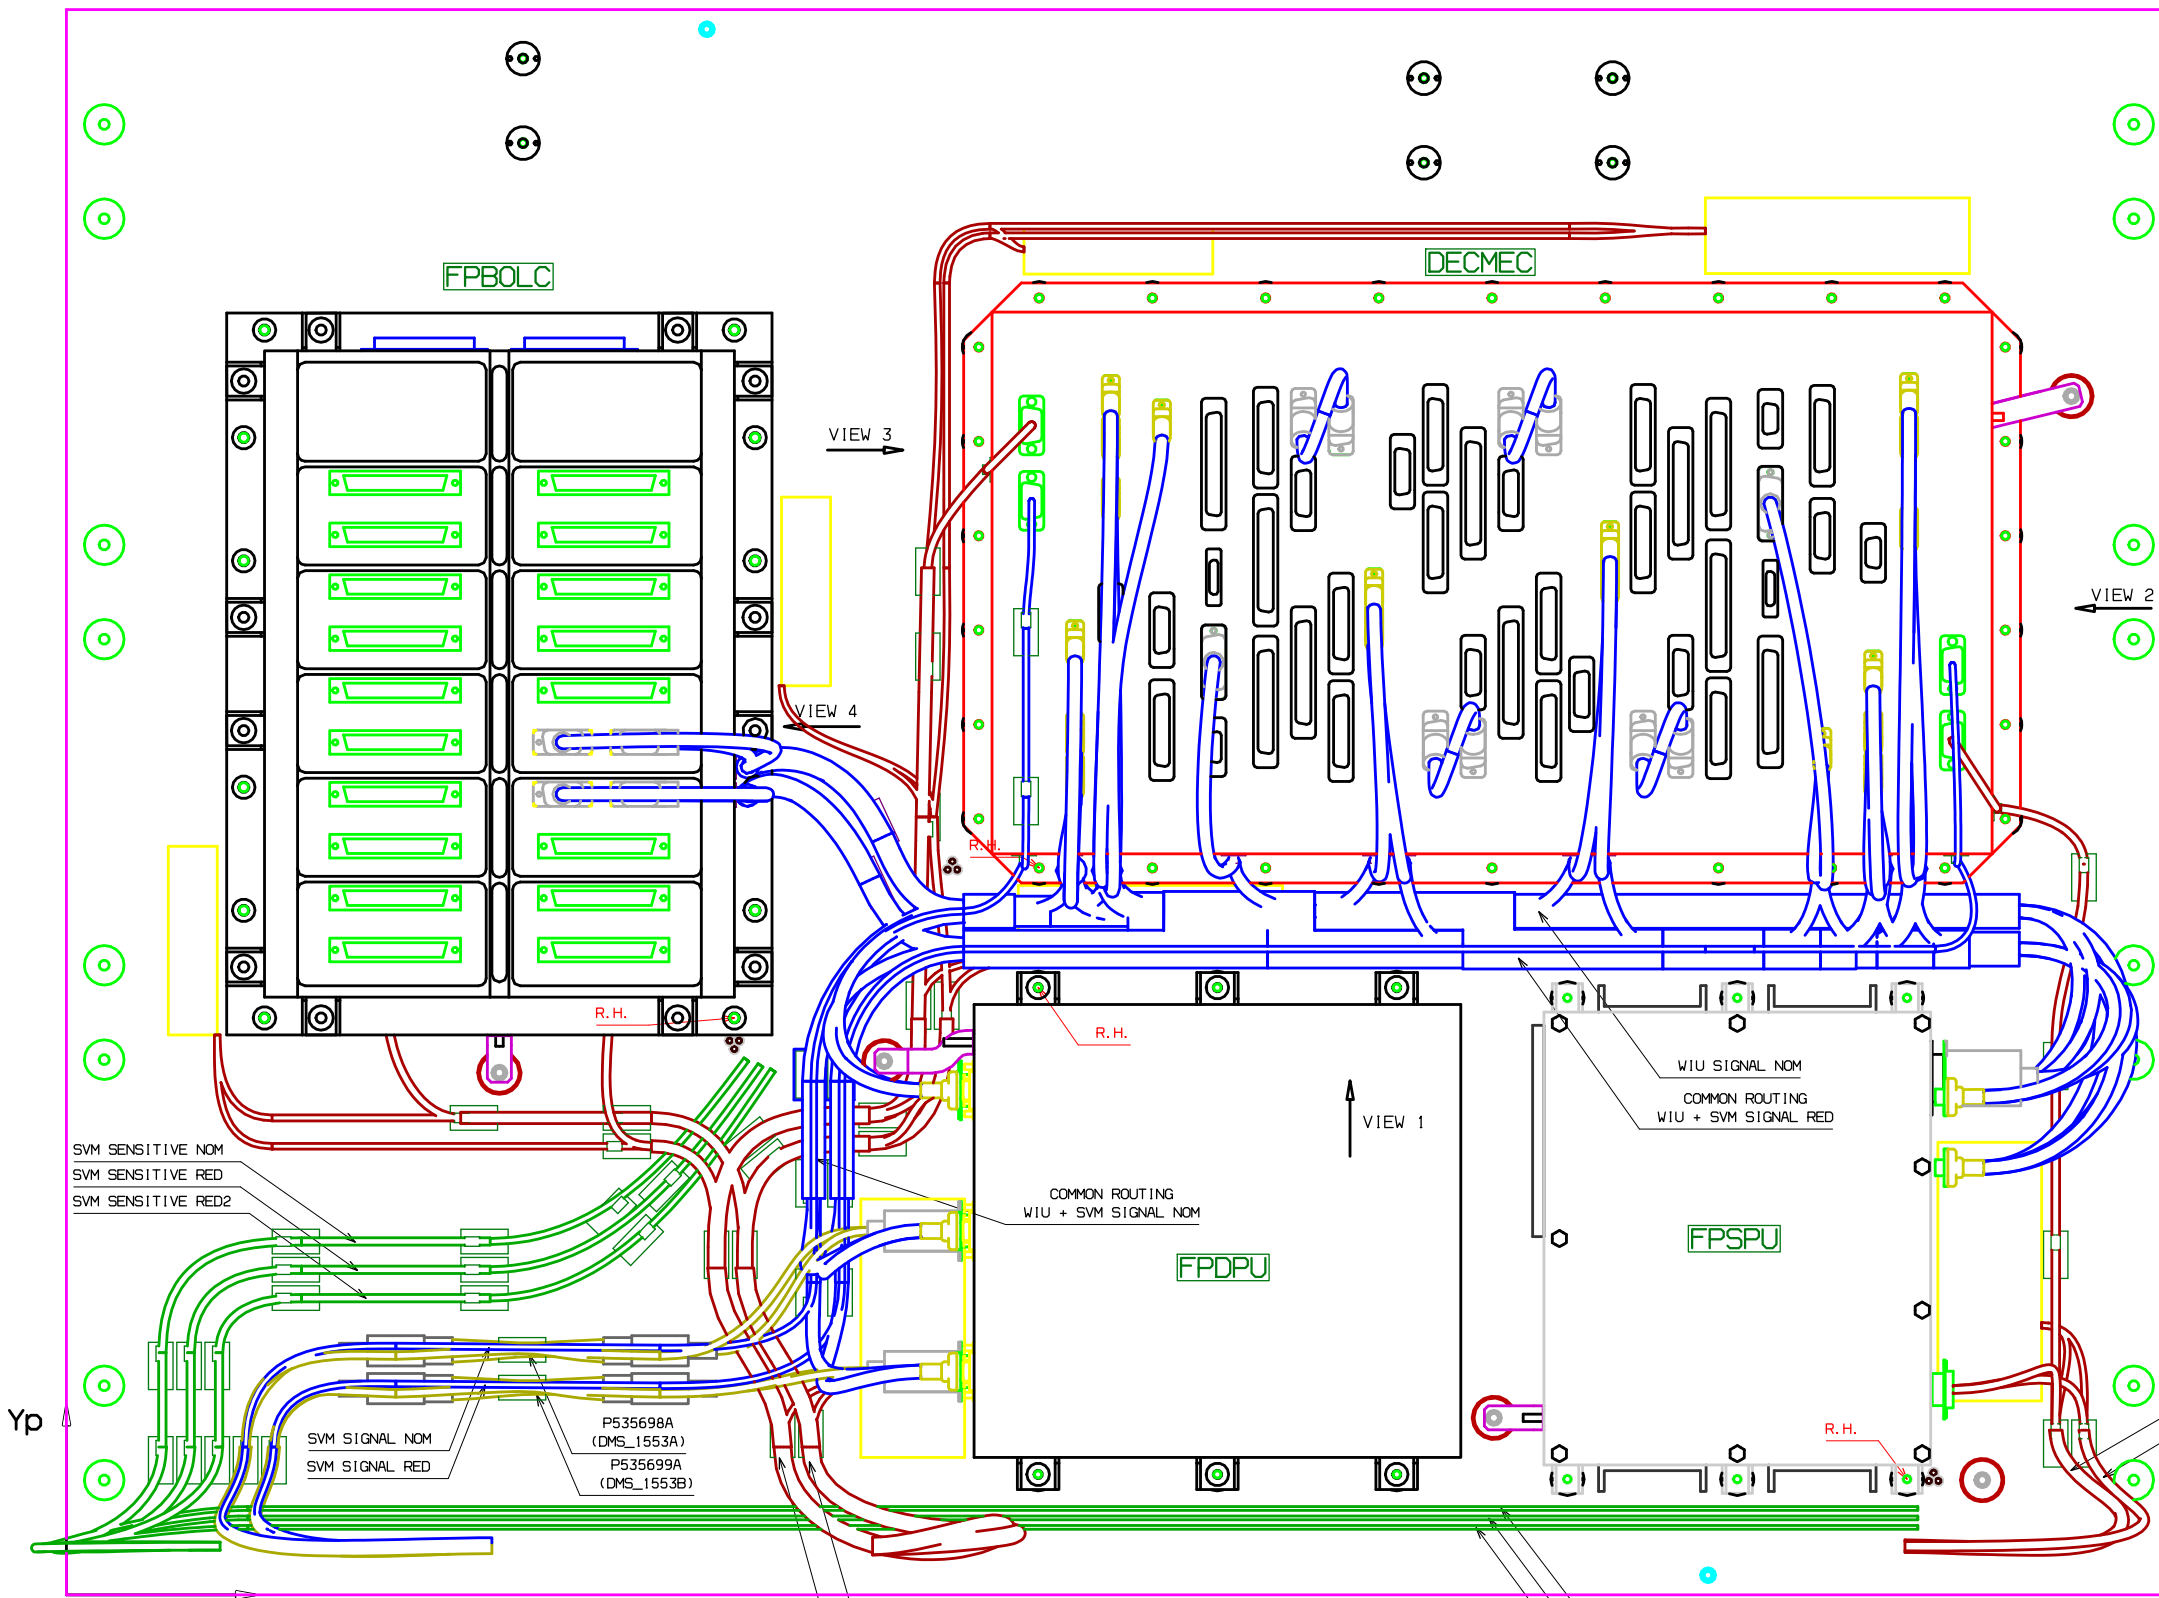 FPBOLC
DECMEC
VIEW 3
VIEW 2
VIEW 4
R.H.
R.H.
R.H.
WIU SIGNAL NOM
COMMON ROUTING
WIU + SVM SIGNAL RED
VIEW 1
SVM SENSITIVE NOM
SVM SENSITIVE RED
SVM SENSITIVE RED2
COMMON ROUTING
WIU + SVM SIGNAL NOM
FPDPU
FPSPU
Yp
P535698A
(DMS_1553A)
P535699A
(DMS_1553B)
SVM SIGNAL NOM
SVM SIGNAL RED
R.H.